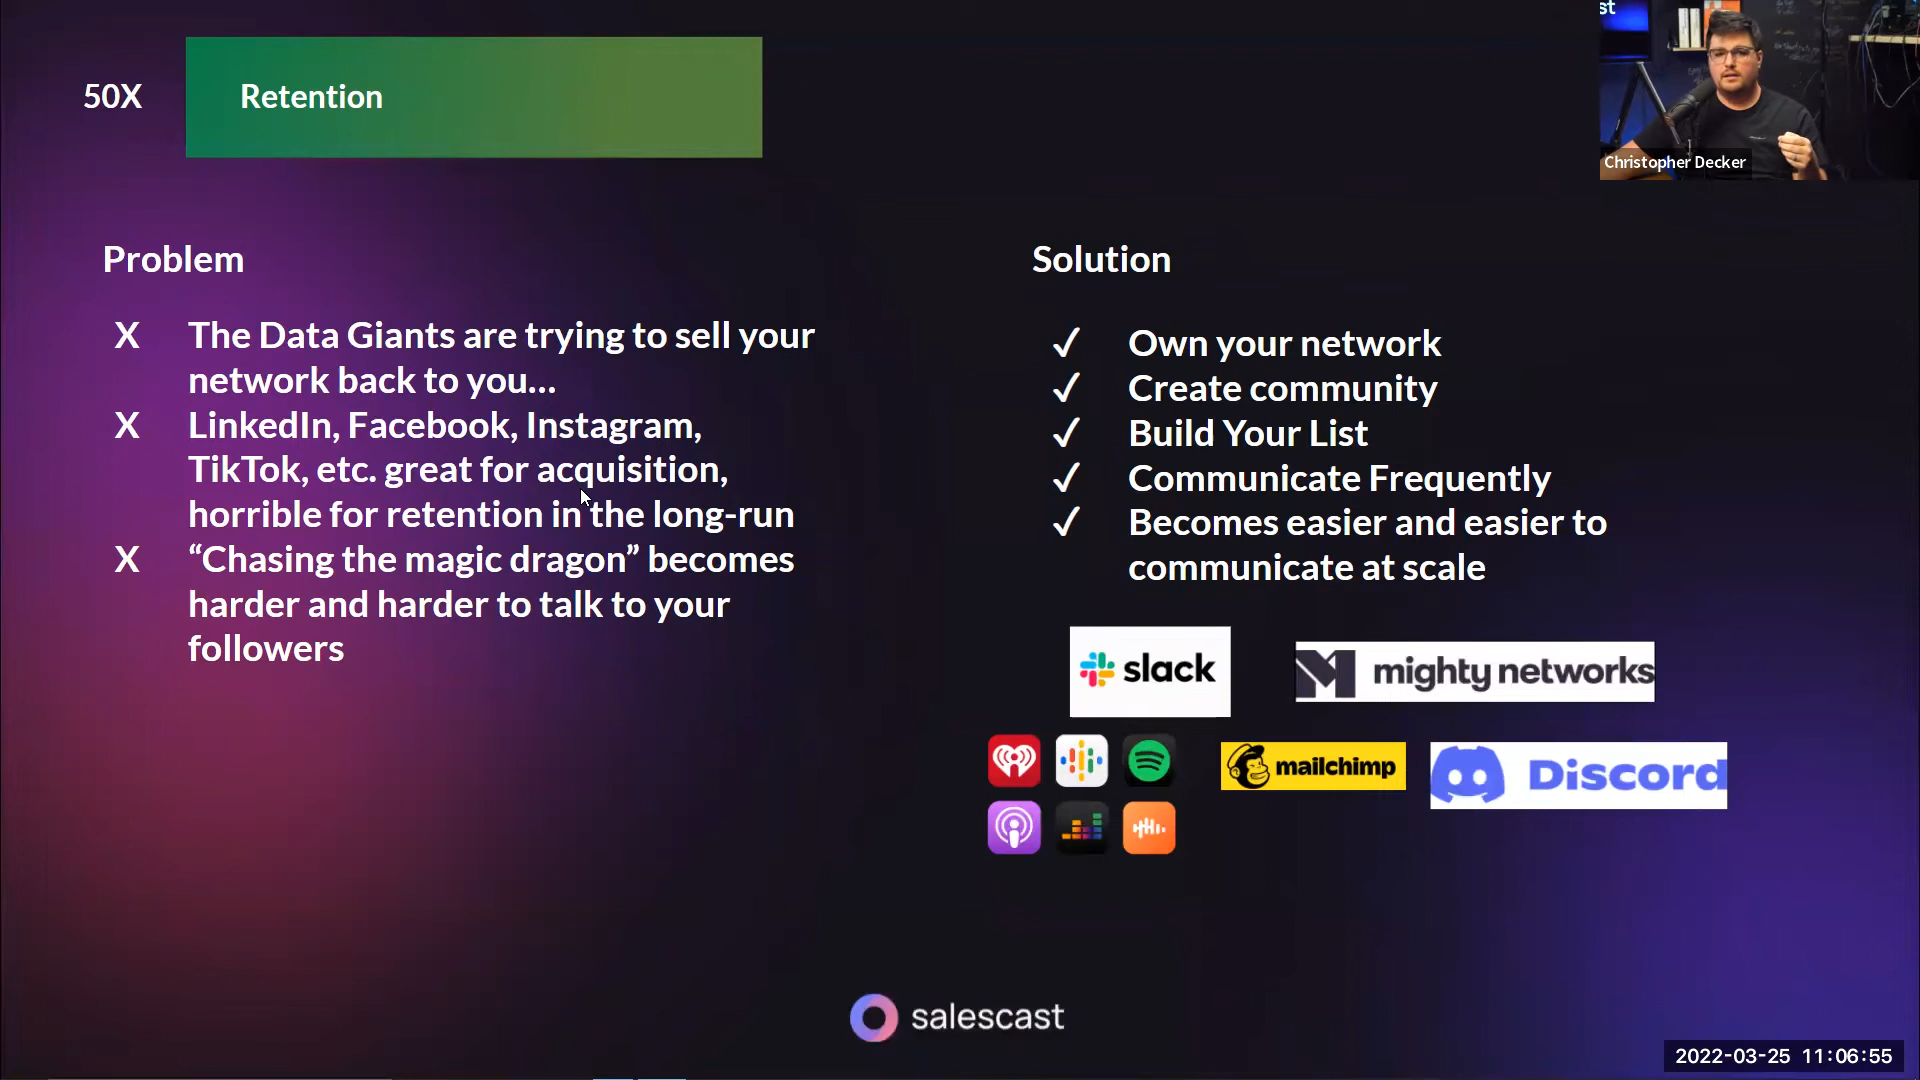 st
50X
Retention
Christopher Decker
Problem
X The Data Giants are trying to sell your
network back to you...
X LinkedIn, Facebook, Instagram,
TikTok, etc. great for acquisition,
horrible for retention in the long-run
X “Chasing the magic dragon” becomes
harder and harder to talk to your
followers
Solution
✓ Own your network
✓ Create community
✓ Build Your List
✓ Communicate Frequently
✓ Becomes easier and easier to
communicate at scale
slack
mighty networks
mailchimp
Discord
salescast
2022-03-25 11:06:55